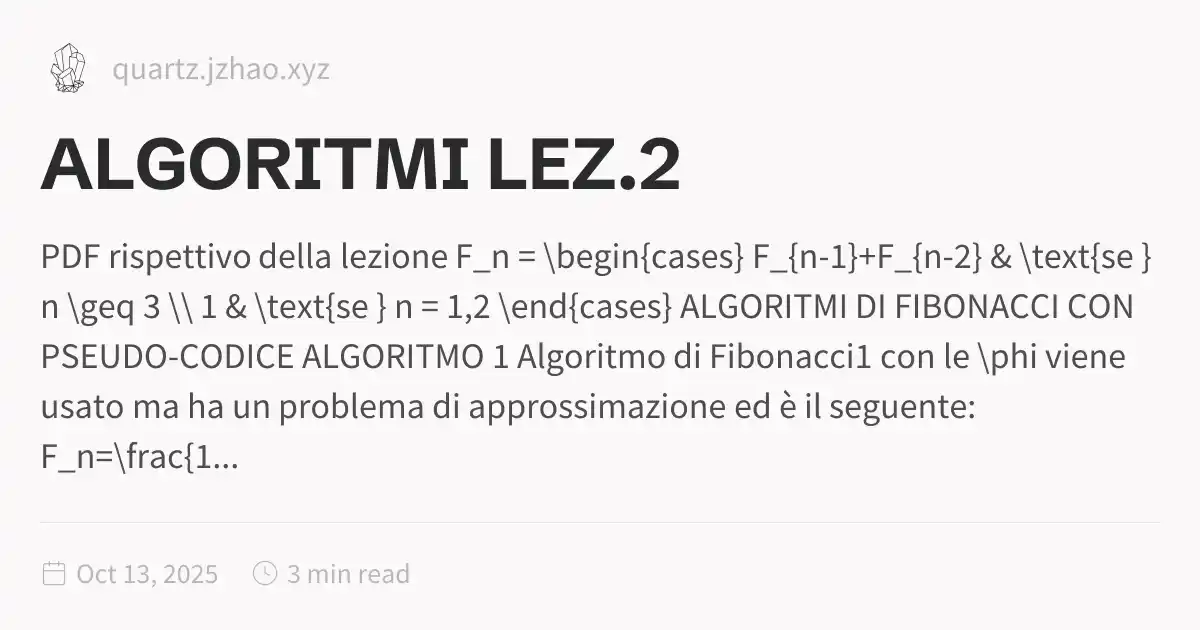 quartz.jzhao.xyz
ALGORITMI LEZ.2
PDF rispettivo della lezione F_n = \begin{cases} F_{n-1}+F_{n-2} & \text{se }
n \geq 3 \\ 1 & \text{se } n = 1,2 \end{cases} ALGORITMI DI FIBONACCI CON
PSEUDO-CODICE ALGORITMO 1 Algoritmo di Fibonacci1 con le \phi viene
usato ma ha un problema di approssimazione ed è il seguente:
F_n=\frac{1...
Oct 13, 2025 3 min read